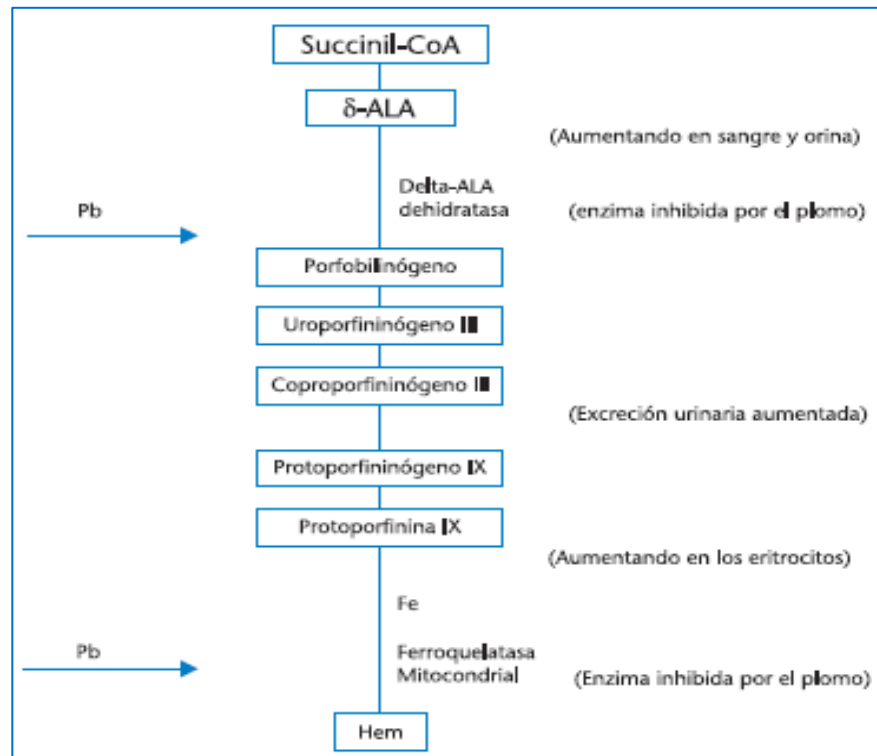 Succinil-CoA
δ-ALA
(Aumentando en sangre y orina)
Delta-ALA
dehidratasa
Pb
(enzima inhibida por el plomo)
Porfobilinógeno
Uroporfininógeno III
Coproporfininógeno III
(Excreción urinaria aumentada)
Protoporfininógeno IX
Protoporfinina IX
(Aumentando en los eritrocitos)
Fe
Pb
Ferroquelatasa
Mitocondrial
(Enzima inhibida por el plomo)
Hem